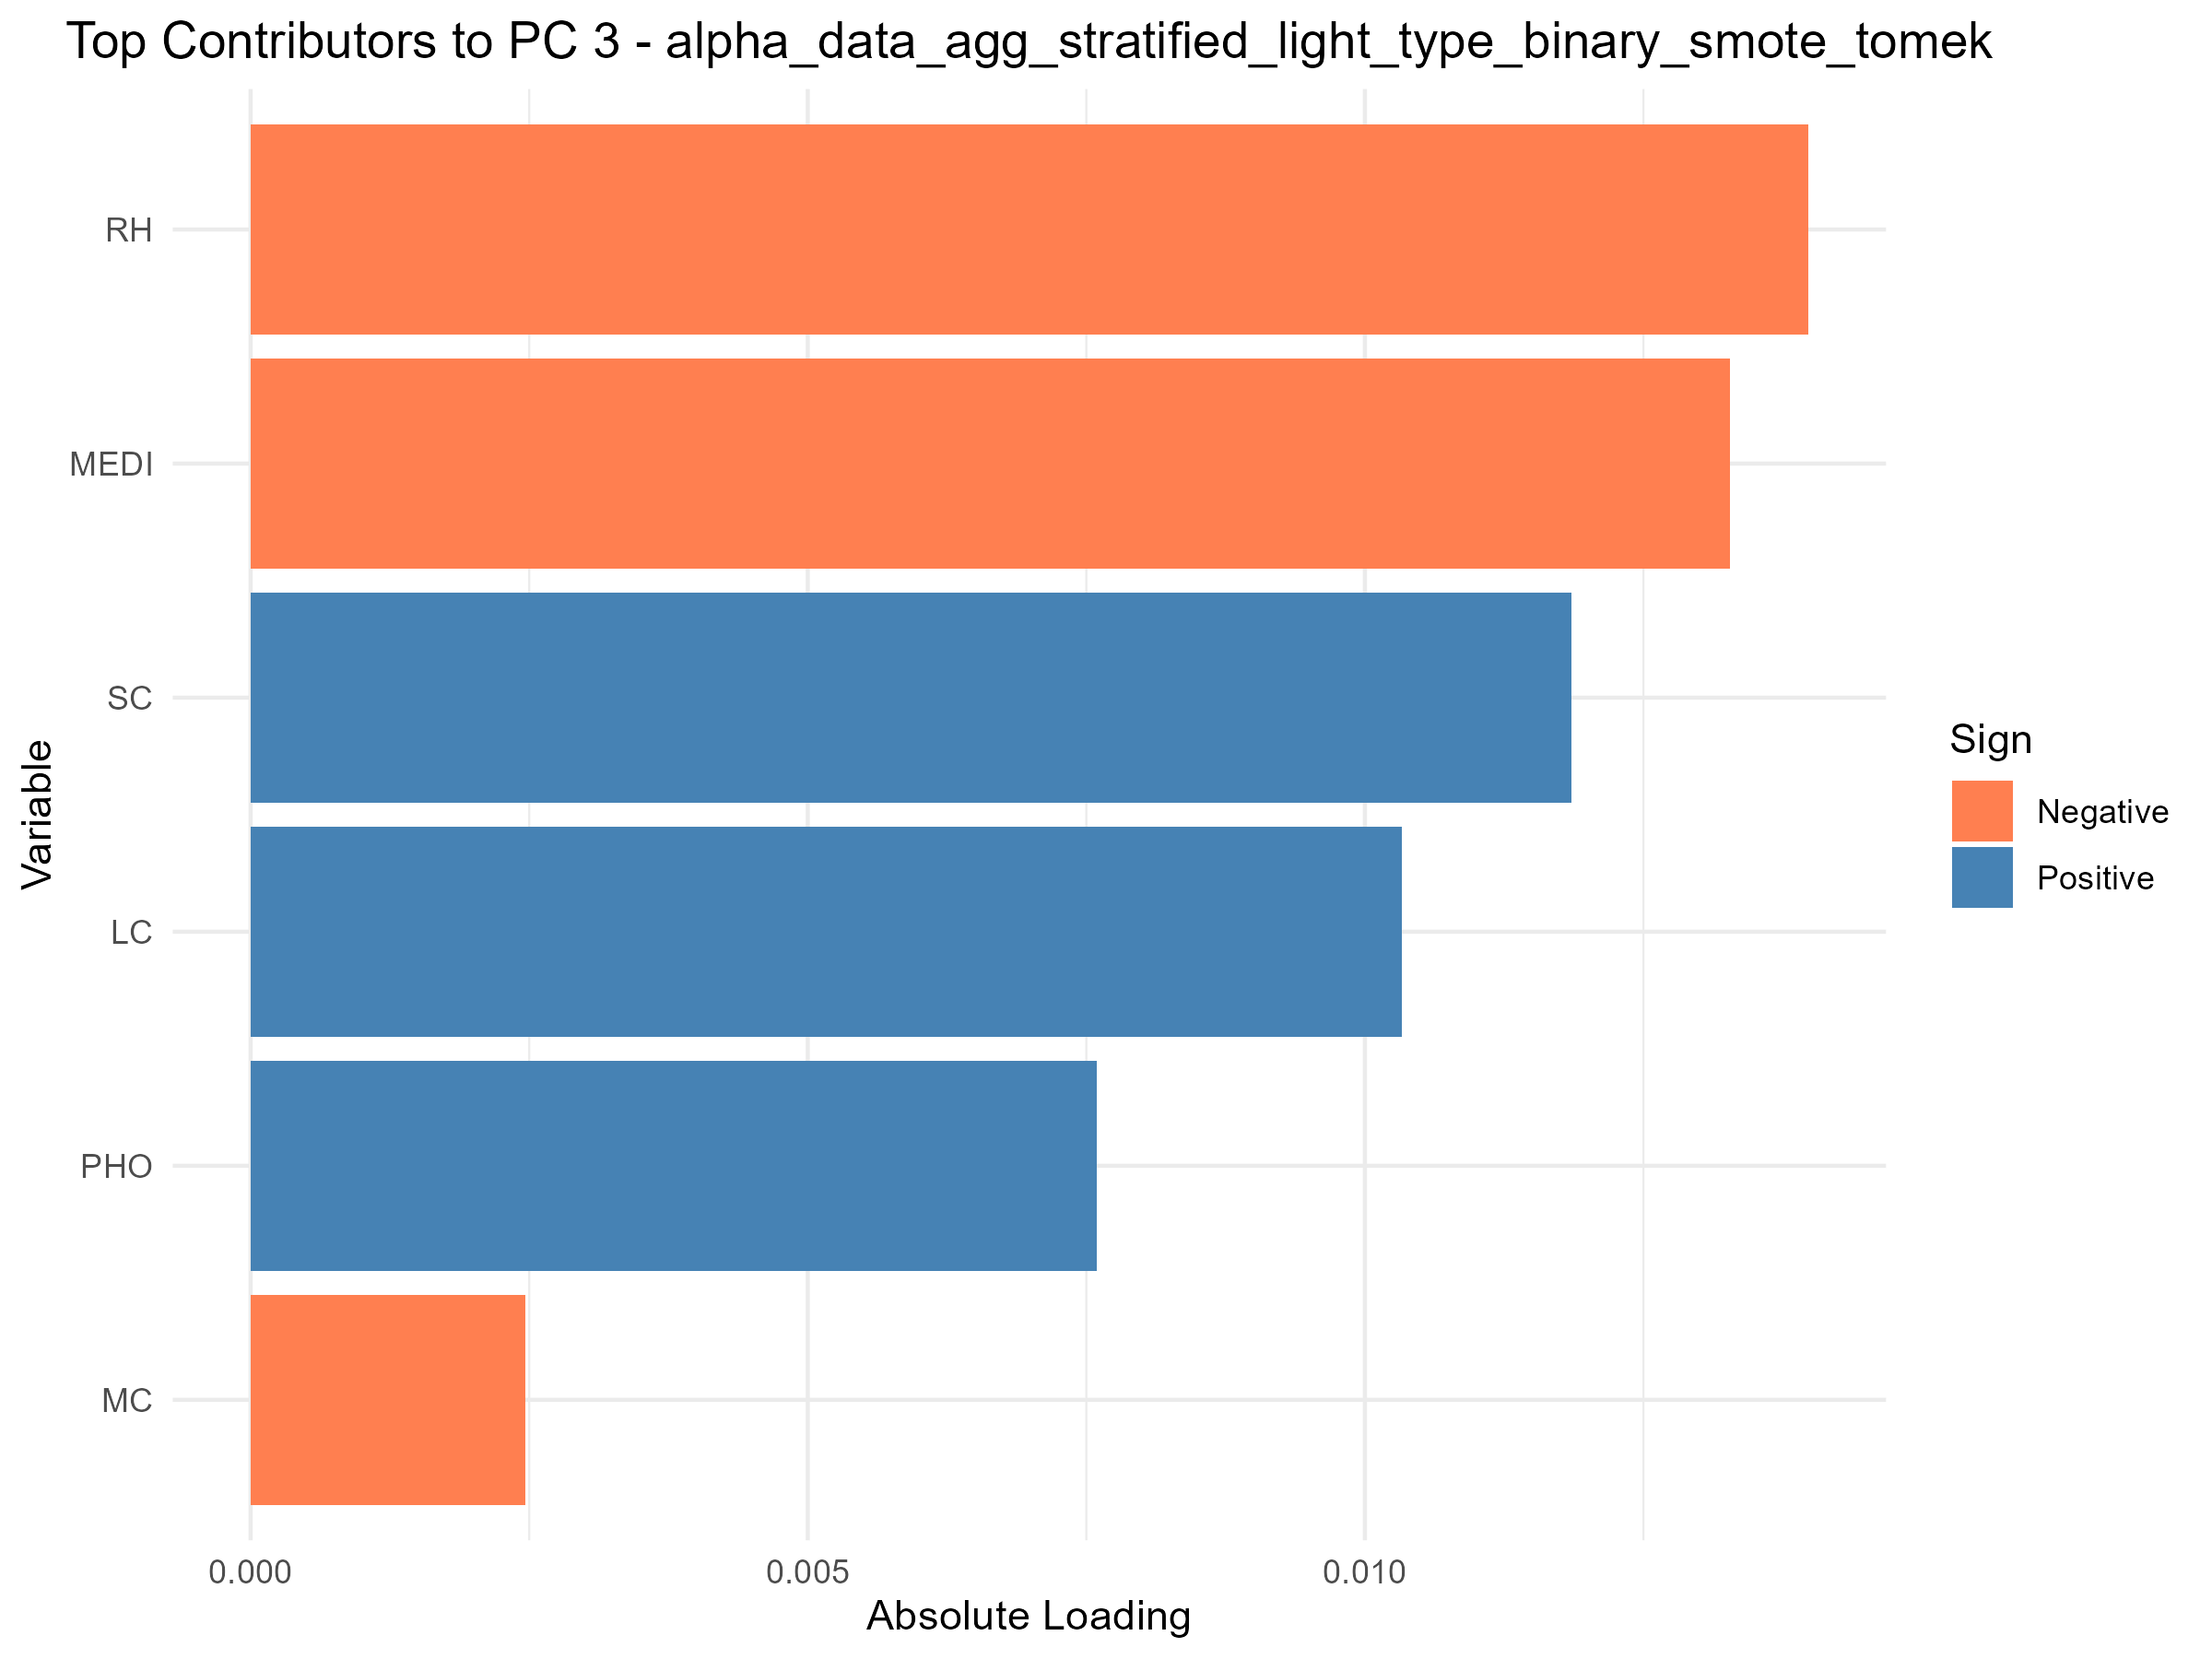 Top Contributors to PC 3 - alpha_data_agg_stratified_light_type_binary_smote_tomek
RH
MEDI
SC
LC
PHO
MC
Variable
0.000 0.005 0.010
Absolute Loading
Sign
Negative
Positive